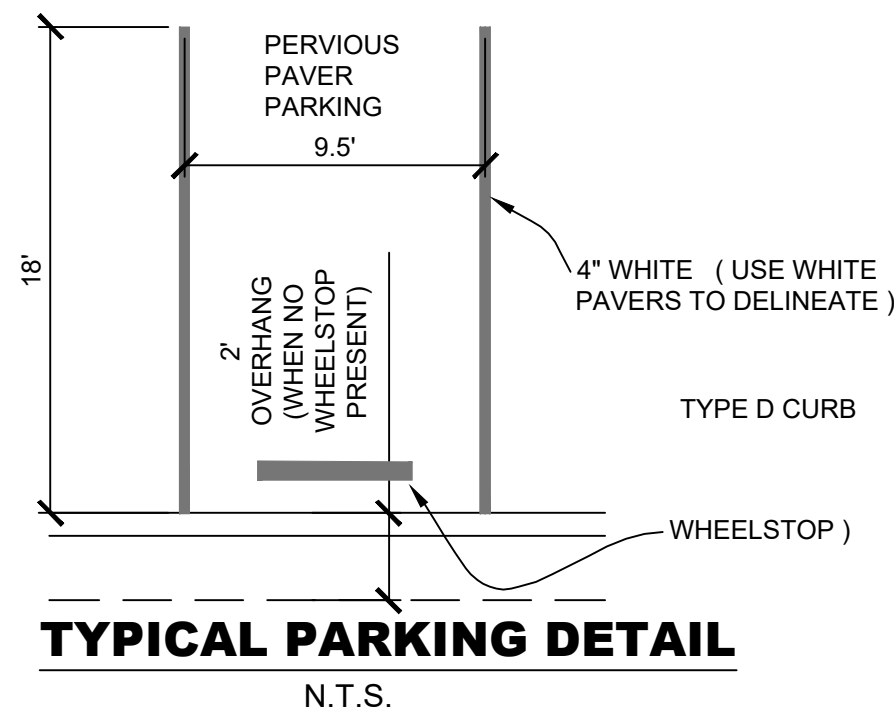 PERVIOUS
PAVER
PARKING
9.5'
18'
4" WHITE ( USE WHITE
PAVERS TO DELINEATE )
2'
OVERHANG
(WHEN NO
WHEELSTOP
PRESENT)
TYPE D CURB
WHEELSTOP )
TYPICAL PARKING DETAIL
N.T.S.